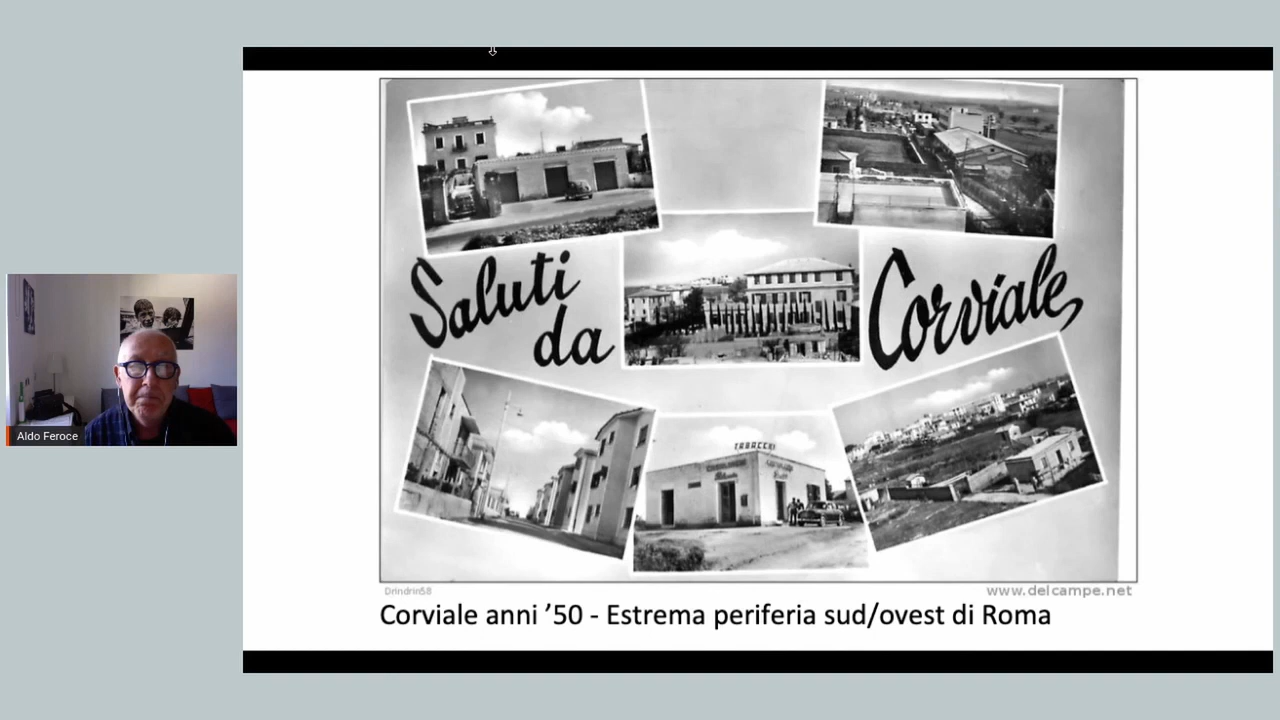 Saluti
da
Corviale
TABACCHI
Aldo Feroce
Drindrin58
www.delcampe.net
Corviale anni ’50 - Estrema periferia sud/ovest di Roma